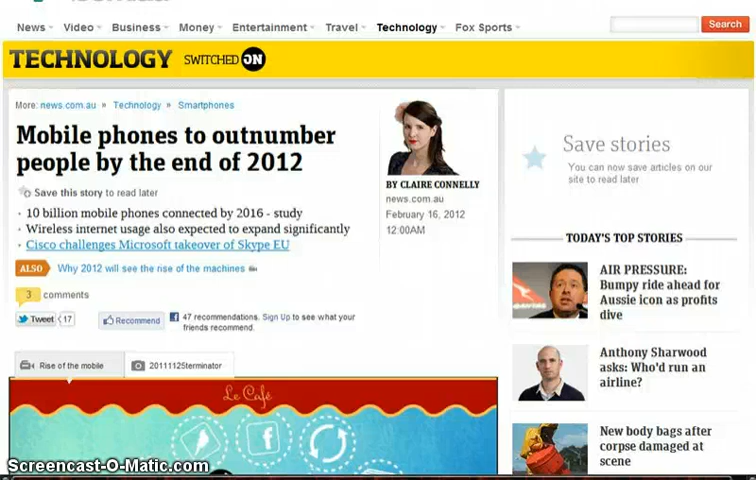 News Video Business Money Entertainment Travel Technology Fox Sports Search
TECHNOLOGY SWITCHED ON
More: news.com.au » Technology » Smartphones
Mobile phones to outnumber
people by the end of 2012
Save this story to read later
10 billion mobile phones connected by 2016 - study
Wireless internet usage also expected to expand significantly
Cisco challenges Microsoft takeover of Skype EU
ALSO Why 2012 will see the rise of the machines
3 comments
Tweet 17 Recommend 47 recommendations. Sign Up to see what your
friends recommend.
BY CLAIRE CONNELLY
news.com.au
February 16, 2012
12:00AM
Rise of the mobile 20111125terminator
Le Café
Screencast-O-Matic.com
Save stories
You can now save articles on our
site to read later
TODAY'S TOP STORIES
AIR PRESSURE:
Bumpy ride ahead for
Aussie icon as profits
dive
Anthony Sharwood
asks: Who'd run an
airline?
New body bags after
corpse damaged at
scene